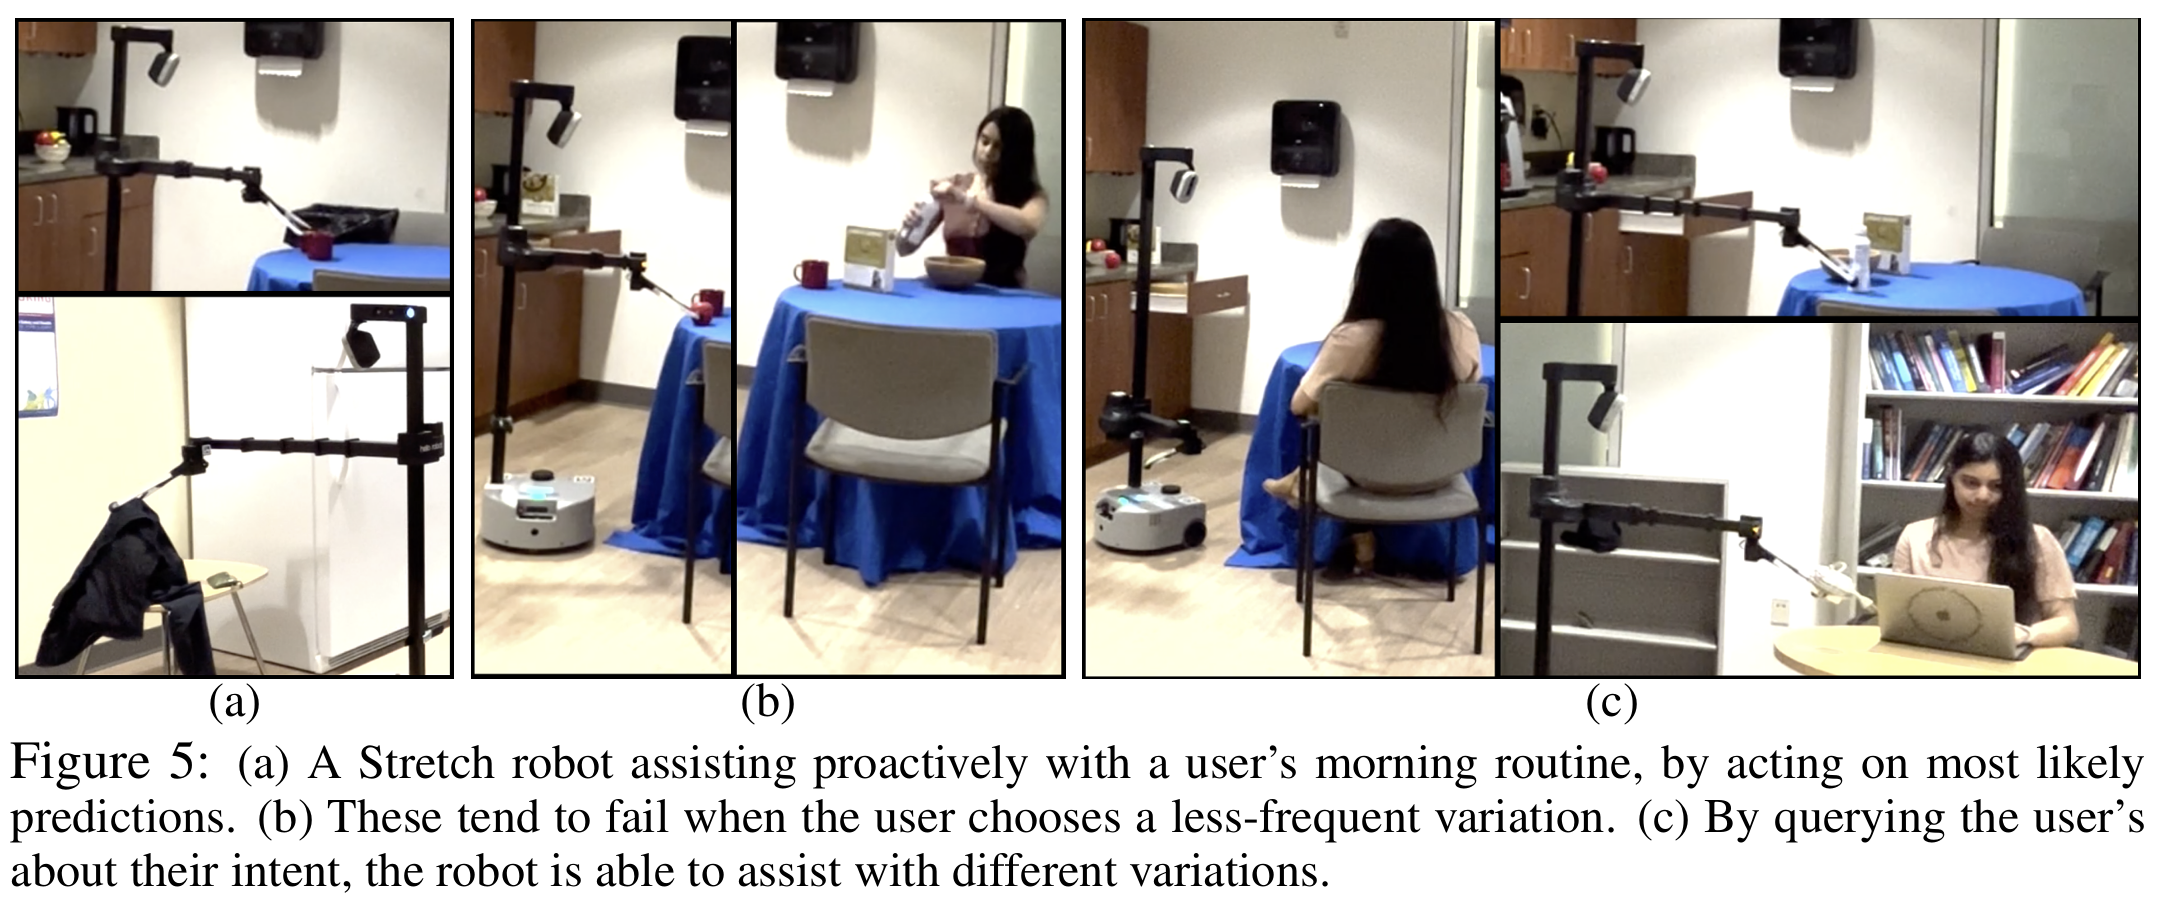 (a)
(b)
(c)
Figure 5: (a) A Stretch robot assisting proactively with a user's morning routine, by acting on most likely
predictions. (b) These tend to fail when the user chooses a less-frequent variation. (c) By querying the user's
about their intent, the robot is able to assist with different variations.